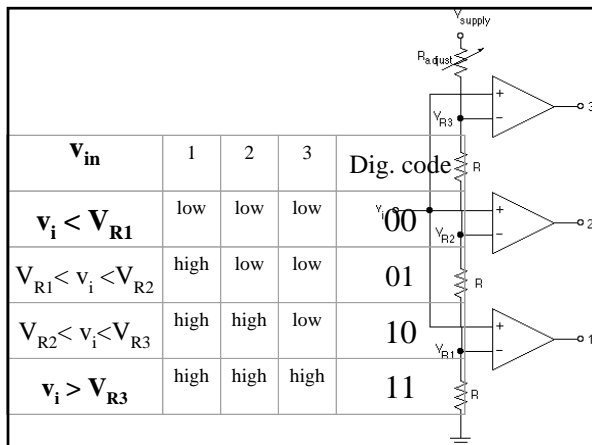 Vsupply
Radjust
+
− 3
VR3
vin 1 2 3 Dig. code
R
vi < VR1 low low low 00
vi
+
− 2
VR2
VR1< vi <VR2 high low low 01
R
VR2< vi<VR3 high high low 10
+
− 1
VR1
vi > VR3 high high high 11
R